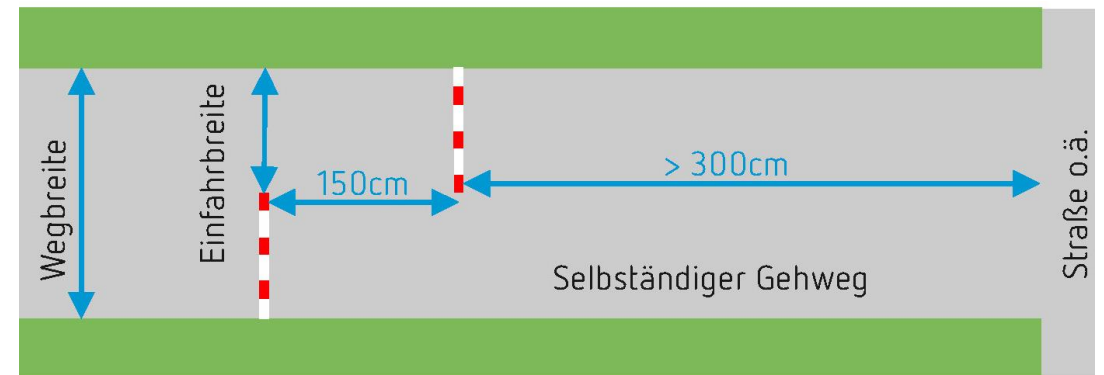 Wegbreite
Einfahrbreite
150cm
> 300cm
Selbständiger Gehweg
Straße o.ä.